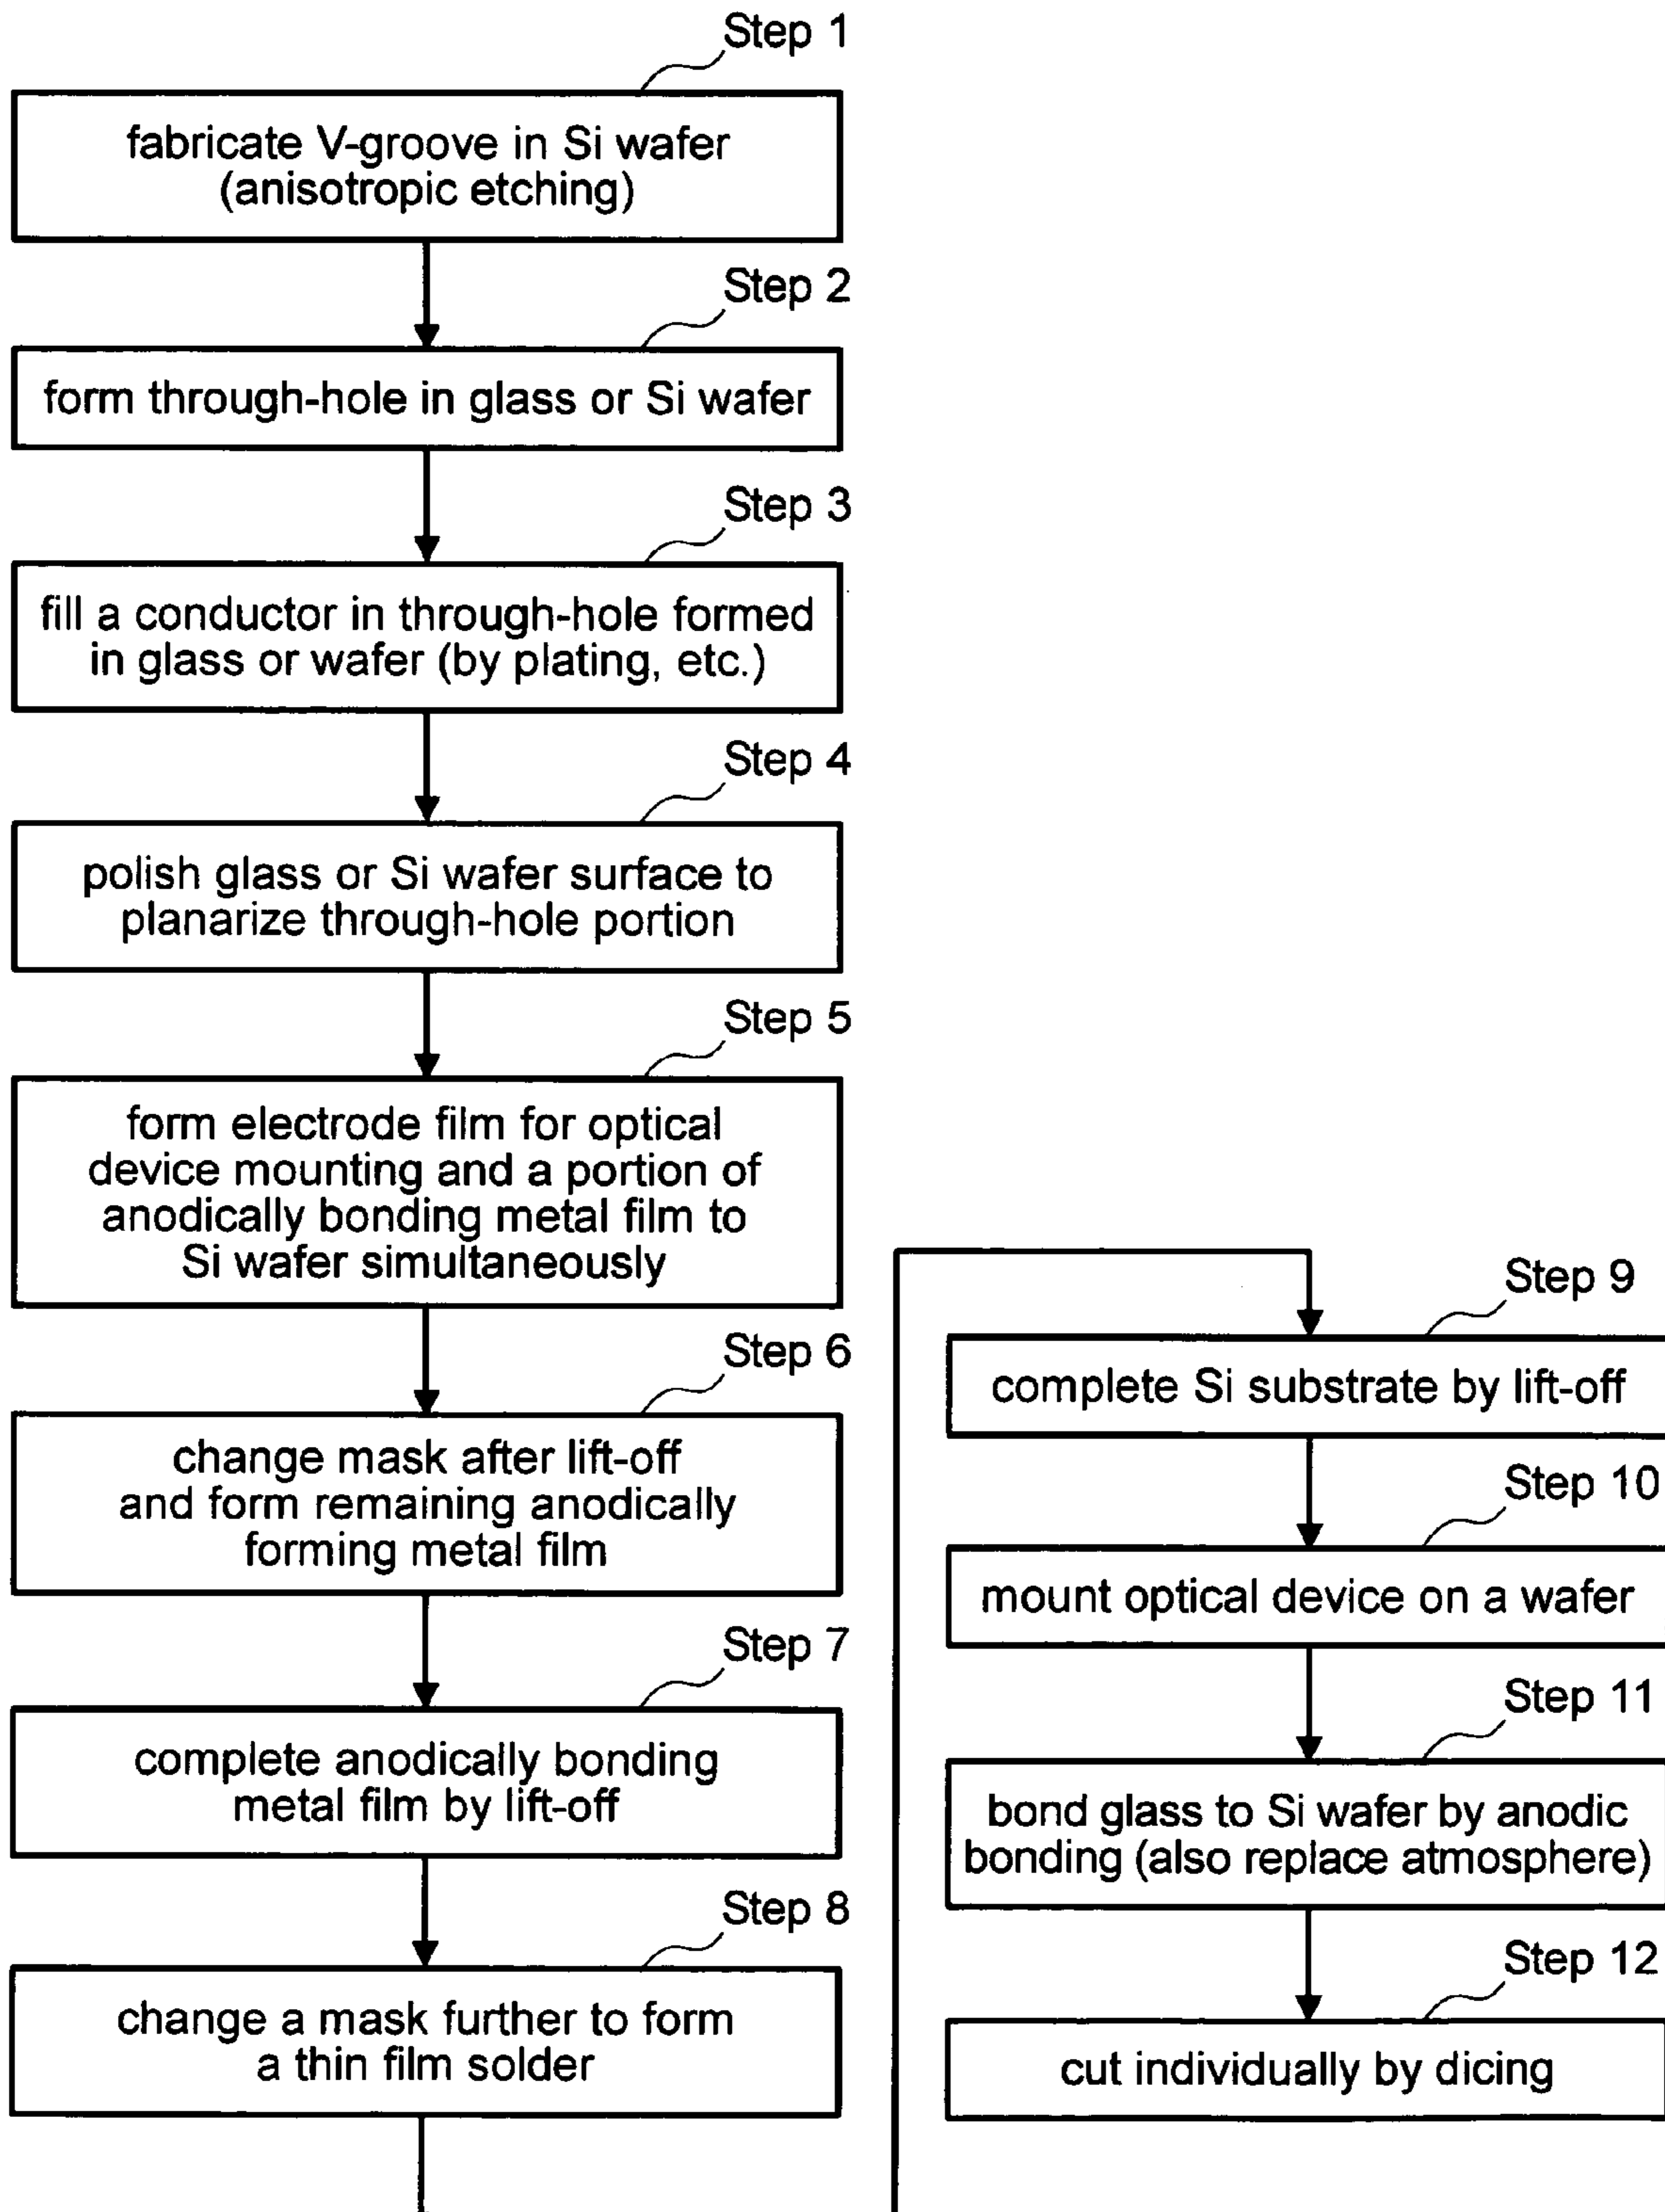 Step 1
fabricate V-groove in Si wafer
(anisotropic etching)
Step 2
form through-hole in glass or Si wafer
Step 3
fill a conductor in through-hole formed
in glass or wafer (by plating, etc.)
Step 4
polish glass or Si wafer surface to
planarize through-hole portion
Step 5
form electrode film for optical
device mounting and a portion of
anodically bonding metal film to
Si wafer simultaneously
Step 6
change mask after lift-off
and form remaining anodically
forming metal film
Step 7
complete anodically bonding
metal film by lift-off
Step 8
change a mask further to form
a thin film solder
Step 9
complete Si substrate by lift-off
Step 10
mount optical device on a wafer
Step 11
bond glass to Si wafer by anodic
bonding (also replace atmosphere)
Step 12
cut individually by dicing